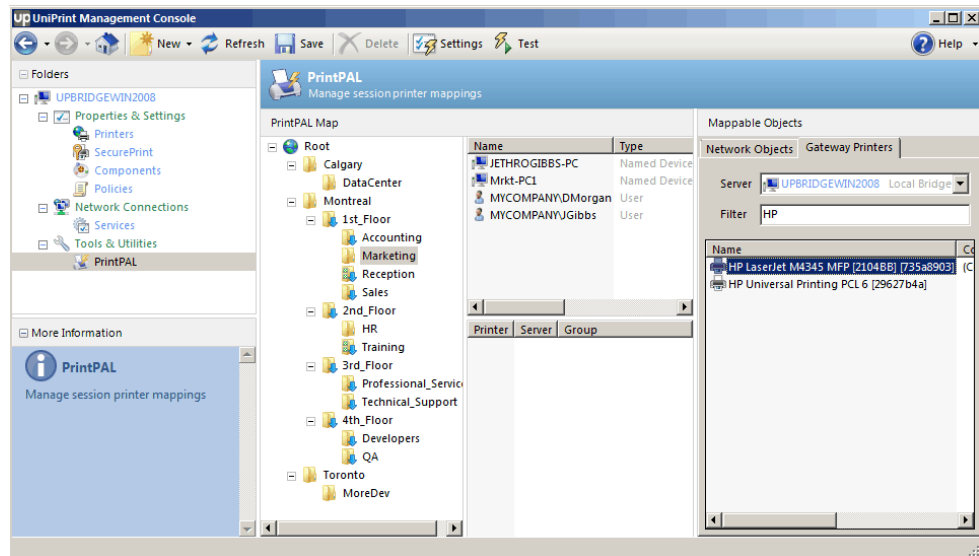 up UniPrint Management Console
New Refresh Save Delete Settings Test Help
Folders
UPBRIDGEWIN2008
Properties & Settings
Printers
SecurePrint
Components
Policies
Network Connections
Services
Tools & Utilities
PrintPAL
More Information
PrintPAL
Manage session printer mappings
PrintPAL
Manage session printer mappings
PrintPAL Map
Root
Calgary
DataCenter
Montreal
1st_Floor
Accounting
Marketing
Reception
Sales
2nd_Floor
HR
Training
3rd_Floor
Professional_Servic
Technical_Support
4th_Floor
Developers
QA
Toronto
MoreDev
Name Type
JETHROGIBBS-PC Named Device
Mrkt-PC1 Named Device
MYCOMPANY\DMorgan User
MYCOMPANY\JGibbs User
Printer Server Group
Mappable Objects
Network Objects Gateway Printers
Server UPBRIDGEWIN2008 Local Bridge
Filter HP
Name Co
HP LaserJet M4345 MFP [2104BB] [735a8903] (C
HP Universal Printing PCL 6 [29627b4a]